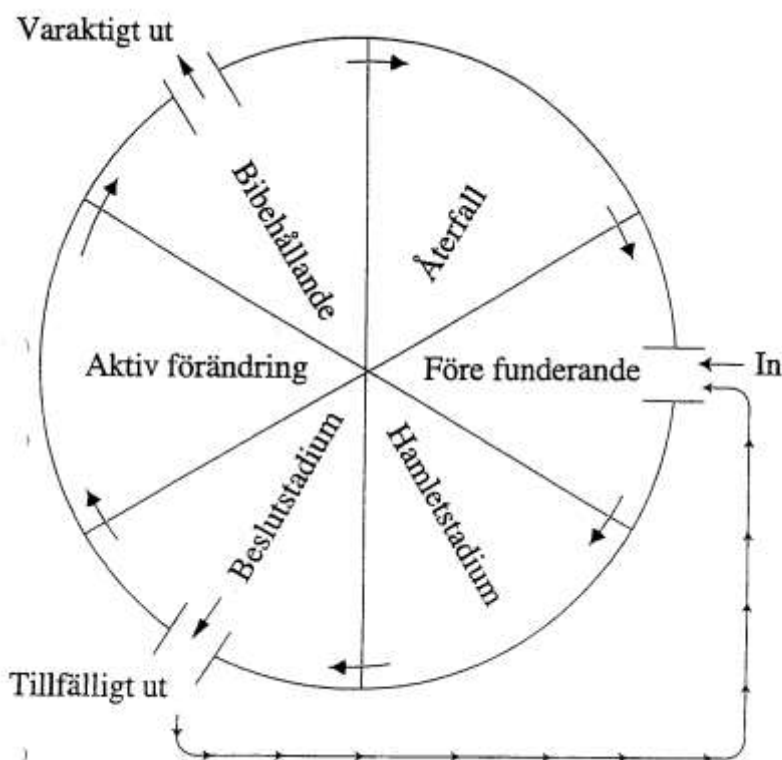 Varaktigt ut
Bibehållande
Återfall
Aktiv förändring
Före funderande
In
Beslutstadium
Hamletstadium
Tillfälligt ut